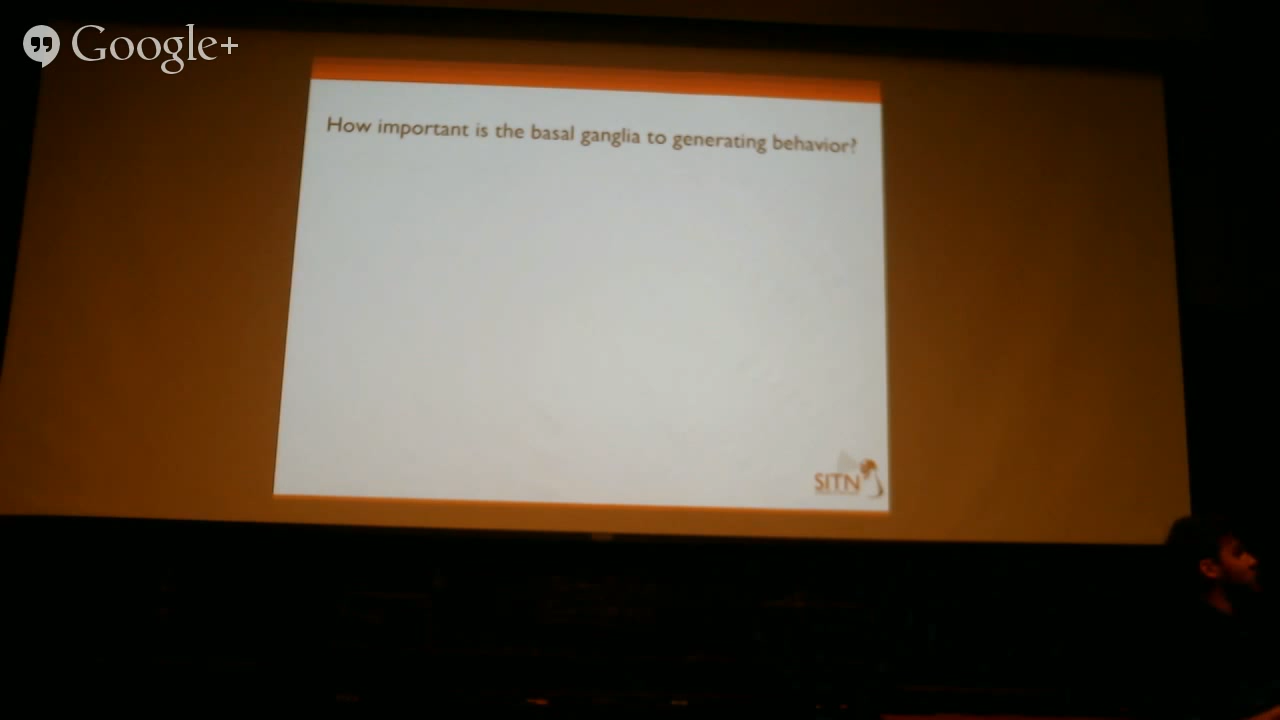 Google+
How important is the basal ganglia to generating behavior?
SITN